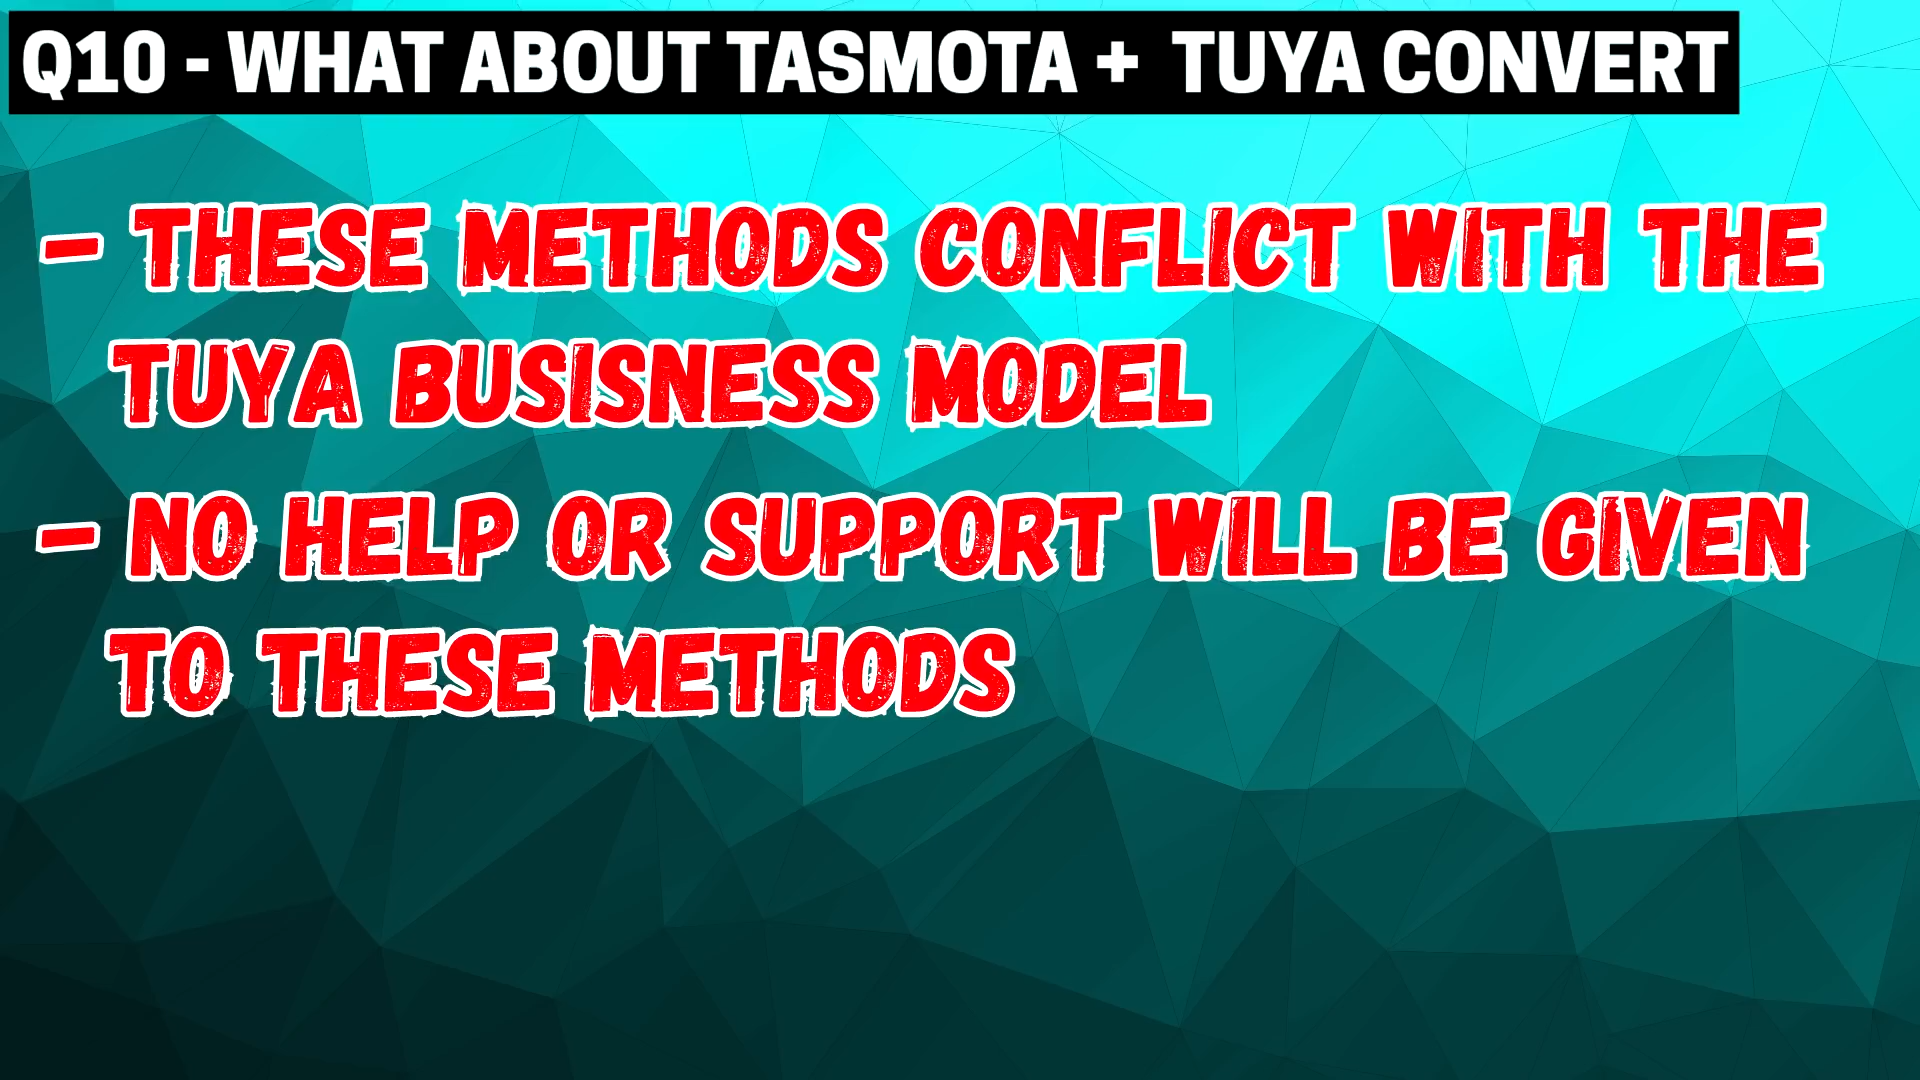 Q10 - WHAT ABOUT TASMOTA + TUYA CONVERT
- THESE METHODS CONFLICT WITH THE
TUYA BUSISNESS MODEL
- NO HELP OR SUPPORT WILL BE GIVEN
TO THESE METHODS